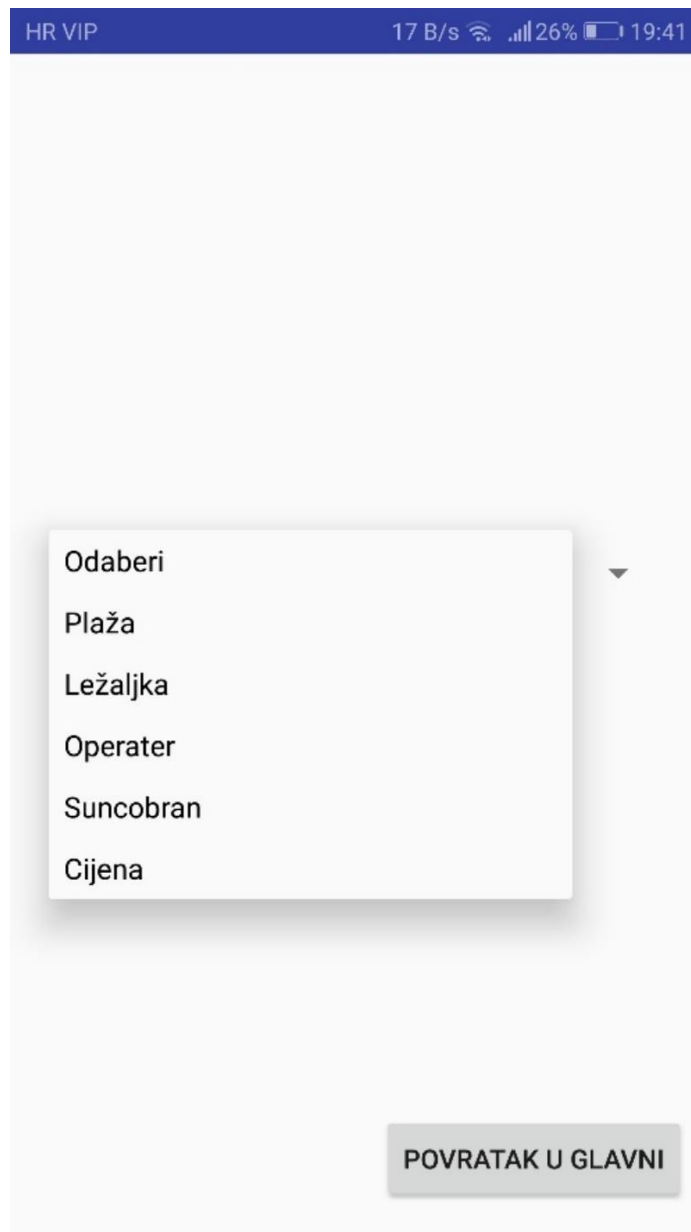 HR VIP 17 B/s 26% 19:41
Odaberi
Plaža
Ležaljka
Operater
Suncobran
Cijena
POVRATAK U GLAVNI